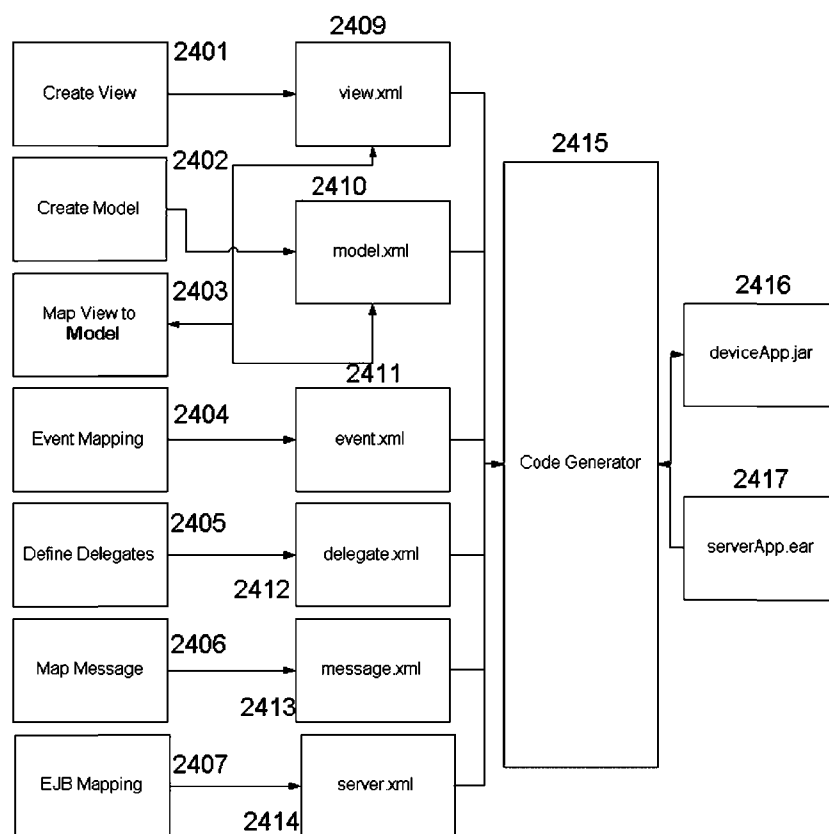 2409
2401
Create View
view.xml
2415
2402
2410
Create Model
model.xml
2403
2416
Map View to
Model
deviceApp.jar
2411
2404
Event Mapping
event.xml
Code Generator
2417
2405
Define Delegates
delegate.xml
serverApp.ear
2412
2406
Map Message
message.xml
2413
2407
EJB Mapping
server.xml
2414